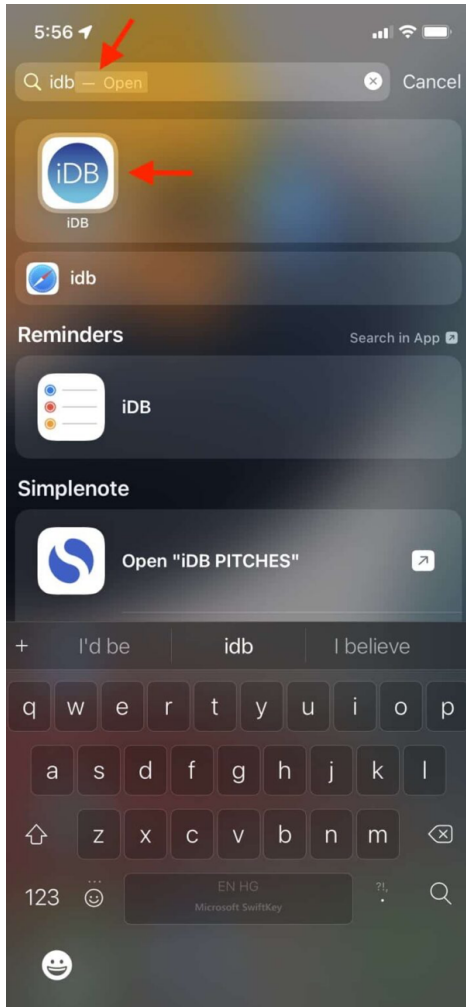 5:56
idb — Open
Cancel
iDB
iDB
idb
Reminders
Search in App
iDB
Simplenote
Open "iDB PITCHES"
+ I'd be idb I believe
q w e r t y u i o p
a s d f g h j k l
z x c v b n m
123
EN HG
?!,
.
Microsoft SwiftKey